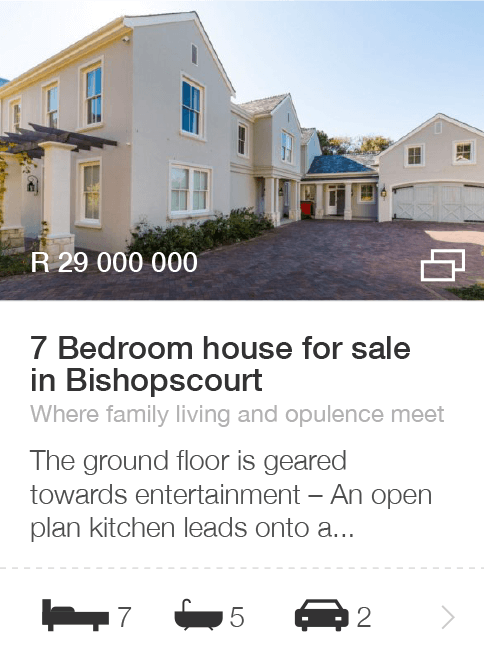 R 29 000 000
7 Bedroom house for sale
in Bishopscourt
Where family living and opulence meet
The ground floor is geared
towards entertainment – An open
plan kitchen leads onto a...
7 5 2